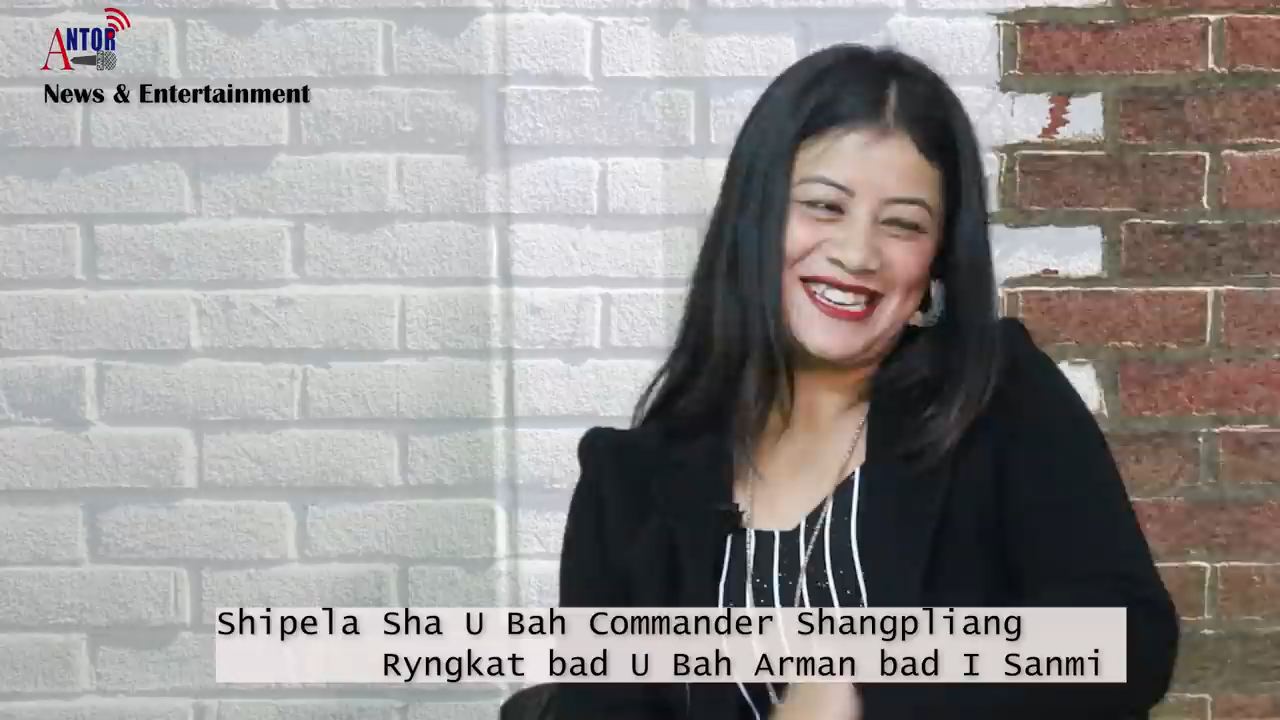 ANTOR
News & Entertainment
Shipela Sha U Bah Commander Shangpliang
Ryngkat bad U Bah Arman bad I Sanmi